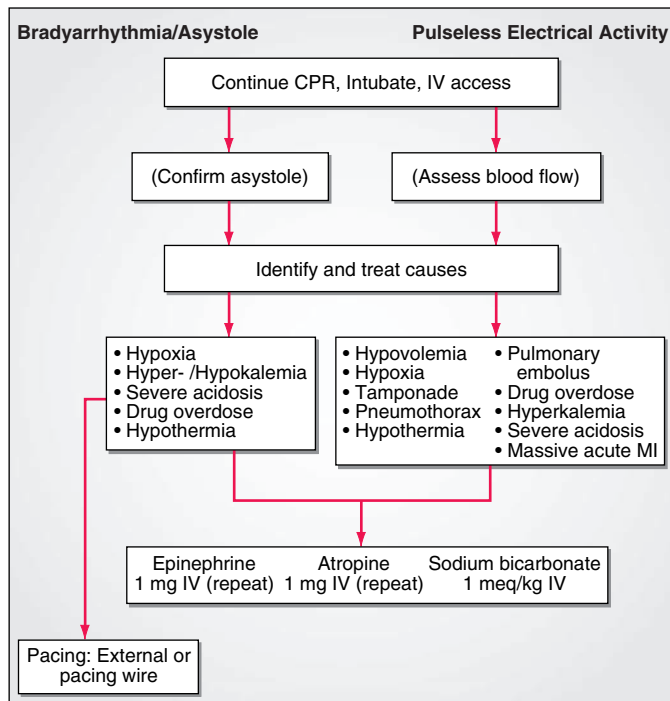 Bradyarrhythmia/Asystole
Pulseless Electrical Activity
Continue CPR, Intubate, IV access
(Confirm asystole)
(Assess blood flow)
Identify and treat causes
• Hypoxia
• Hyper- /Hypokalemia
• Severe acidosis
• Drug overdose
• Hypothermia
• Hypovolemia
• Hypoxia
• Tamponade
• Pneumothorax
• Hypothermia
• Pulmonary
embolus
• Drug overdose
• Hyperkalemia
• Severe acidosis
• Massive acute MI
Epinephrine
1 mg IV (repeat)
Atropine
1 mg IV (repeat)
Sodium bicarbonate
1 meq/kg IV
Pacing: External or
pacing wire